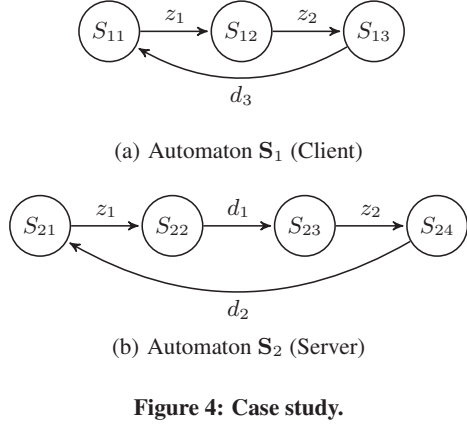 S₁₁ z₁ S₁₂ z₂ S₁₃
d₃
(a) Automaton S₁ (Client)
S₂₁ z₁ S₂₂ d₁ S₂₃ z₂ S₂₄
d₂
(b) Automaton S₂ (Server)
Figure 4: Case study.